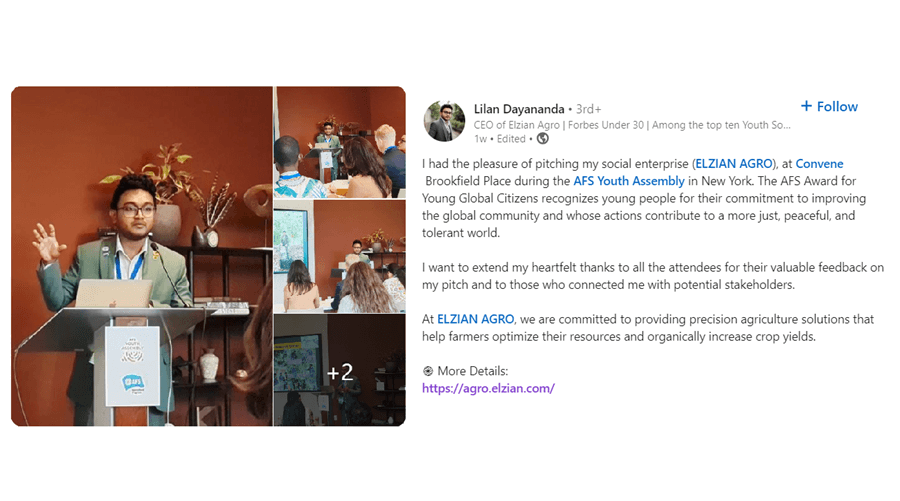 Lilan Dayananda • 3rd+
+ Follow
CEO of Elzian Agro | Forbes Under 30 | Among the top ten Youth So...
1w • Edited •
I had the pleasure of pitching my social enterprise (ELZIAN AGRO), at Convene
Brookfield Place during the AFS Youth Assembly in New York. The AFS Award for
Young Global Citizens recognizes young people for their commitment to improving
the global community and whose actions contribute to a more just, peaceful, and
tolerant world.
I want to extend my heartfelt thanks to all the attendees for their valuable feedback on
my pitch and to those who connected me with potential stakeholders.
At ELZIAN AGRO, we are committed to providing precision agriculture solutions that
help farmers optimize their resources and organically increase crop yields.
More Details:
https://agro.elzian.com/
+2
AFS